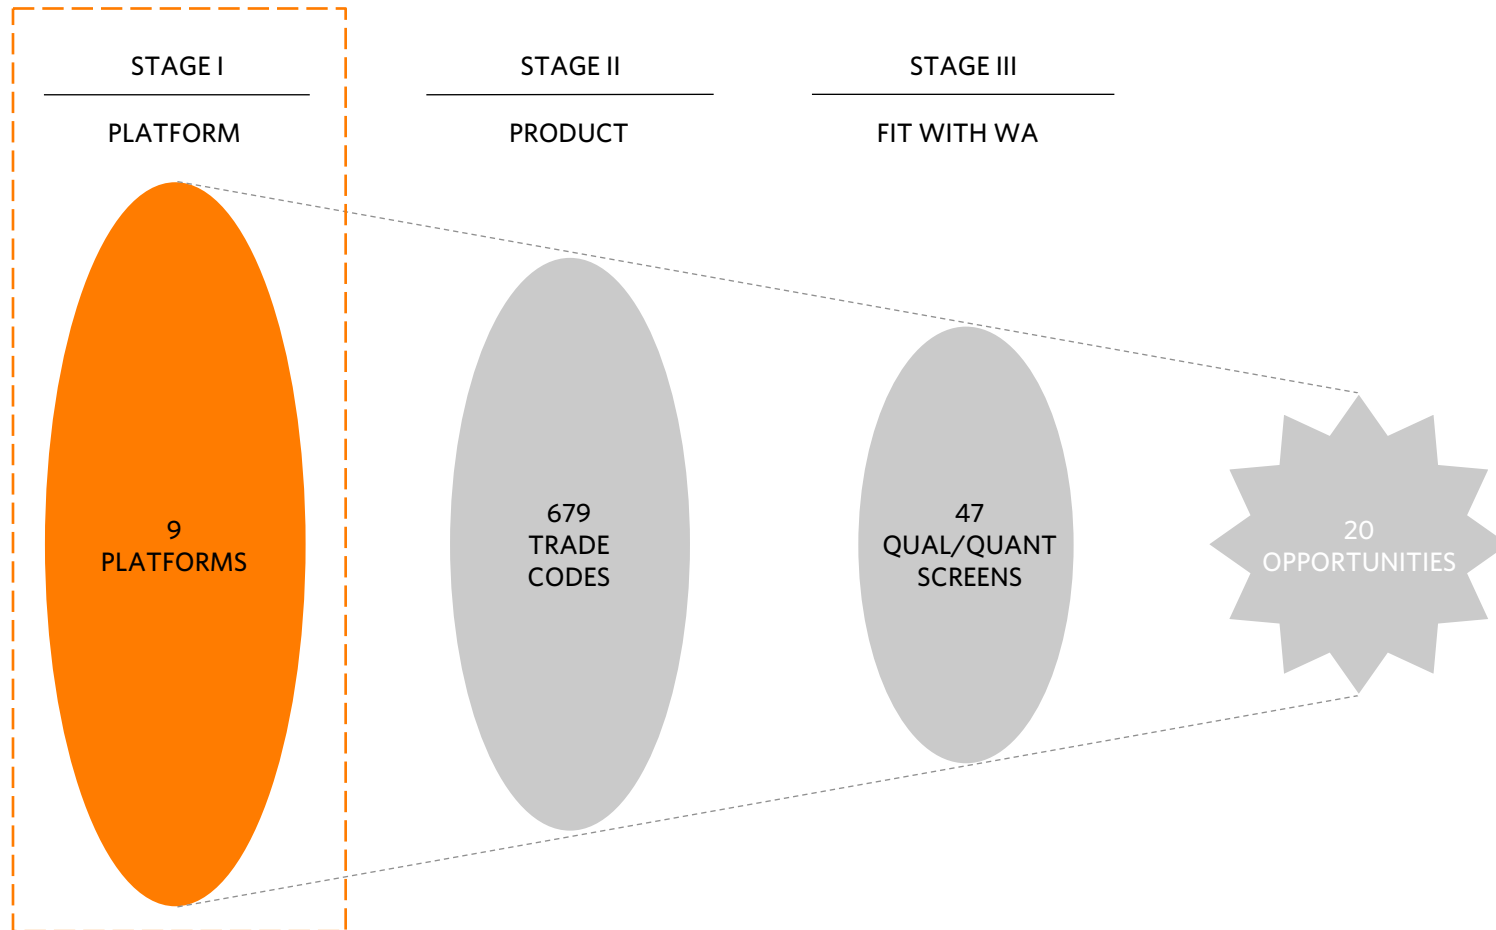 STAGE I
PLATFORM
STAGE II
PRODUCT
STAGE III
FIT WITH WA
9
PLATFORMS
679
TRADE
CODES
47
QUAL/QUANT
SCREENS
20
OPPORTUNITIES